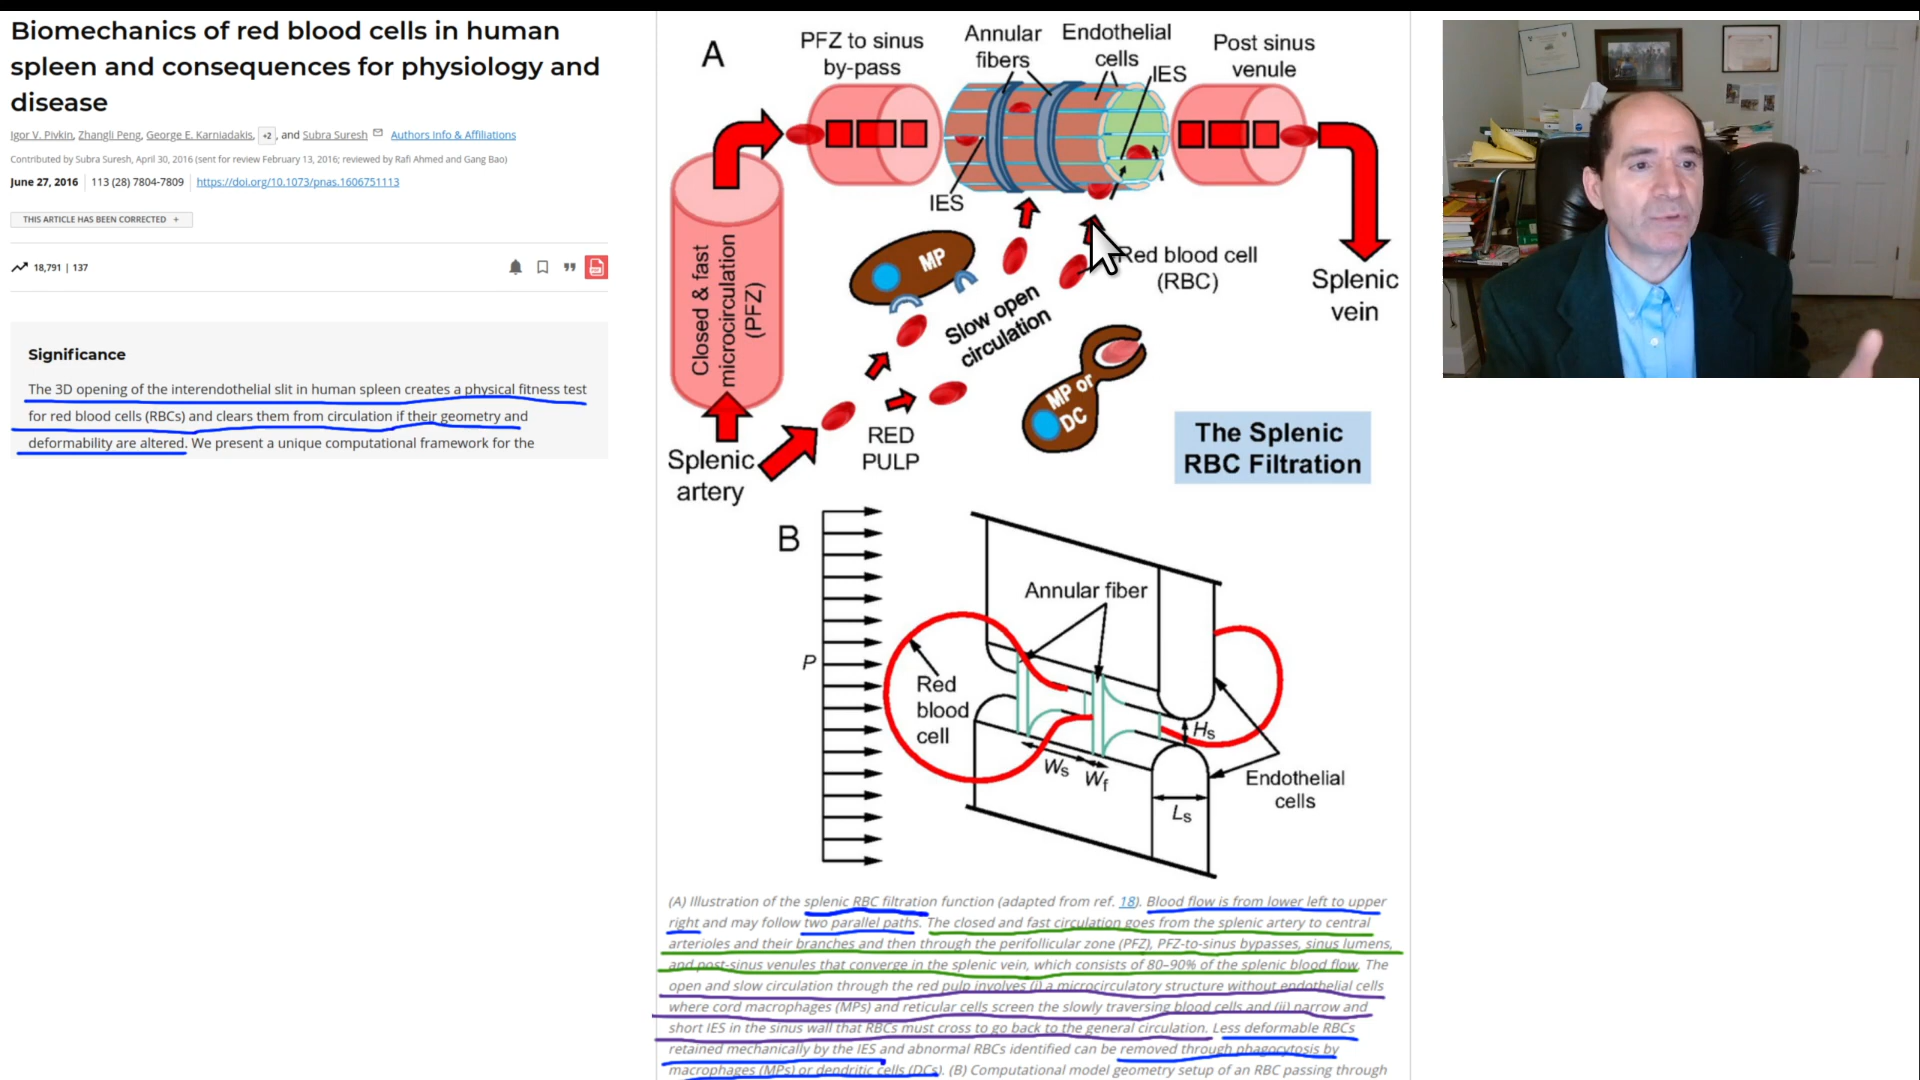 Biomechanics of red blood cells in human
spleen and consequences for physiology and
disease
Igor V. Pivkin, Zhangli Peng, George E. Karniadakis, +2, and Subra Suresh Authors Info & Affiliations
Contributed by Subra Suresh, April 30, 2016 (sent for review February 13, 2016; reviewed by Rafi Ahmed and Gang Bao)
June 27, 2016 113 (28) 7804-7809 https://doi.org/10.1073/pnas.1606751113
THIS ARTICLE HAS BEEN CORRECTED +
18,791 | 137
Significance
The 3D opening of the interendothelial slit in human spleen creates a physical fitness test
for red blood cells (RBCs) and clears them from circulation if their geometry and
deformability are altered. We present a unique computational framework for the
A
PFZ to sinus
by-pass
Annular
fibers
Endothelial
cells
IES
Post sinus
venule
IES
Closed & fast
microcirculation
(PFZ)
MP
Slow open
circulation
Red blood cell
(RBC)
Splenic
vein
MP or
DC
RED
PULP
Splenic
artery
The Splenic
RBC Filtration
B
P
Annular fiber
Red
blood
cell
Hs
Ws
Wf
Ls
Endothelial
cells
(A) Illustration of the splenic RBC filtration function (adapted from ref. 18). Blood flow is from lower left to upper
right and may follow two parallel paths. The closed and fast circulation goes from the splenic artery to central
arterioles and their branches and then through the perifollicular zone (PFZ), PFZ-to-sinus bypasses, sinus lumens,
and post-sinus venules that converge in the splenic vein, which consists of 80–90% of the splenic blood flow. The
open and slow circulation through the red pulp involves (i) a microcirculatory structure without endothelial cells
where cord macrophages (MPs) and reticular cells screen the slowly traversing blood cells and (ii) narrow and
short IES in the sinus wall that RBCs must cross to go back to the general circulation. Less deformable RBCs
retained mechanically by the IES and abnormal RBCs identified can be removed through phagocytosis by
macrophages (MPs) or dendritic cells (DCs). (B) Computational model geometry setup of an RBC passing through